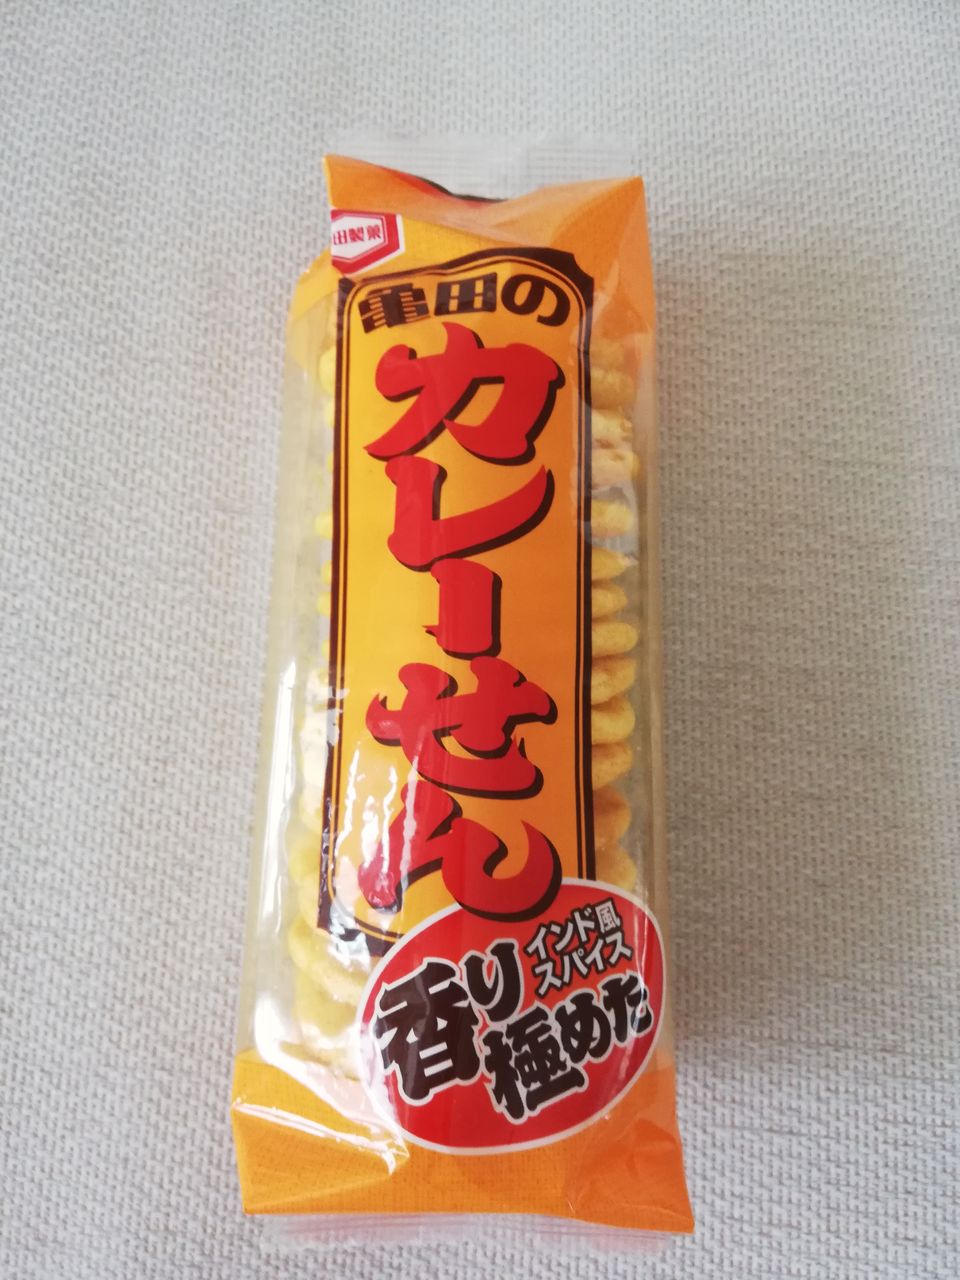 田製菓
亀田の
カレーせん
インド風
スパイス
香り
極めた